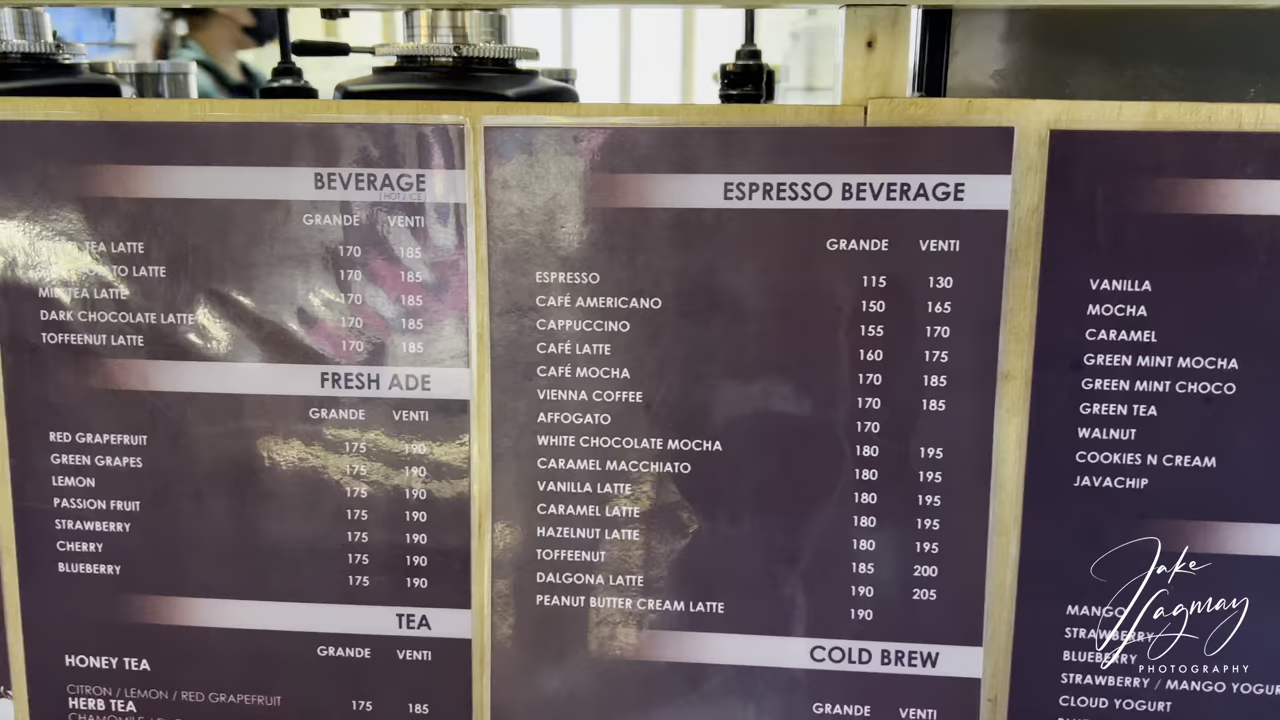 BEVERAGE
( HOT / ICE )
GRANDE VENTI
TEA LATTE 170 185
TO LATTE 170 185
TEA LATTE 170 185
DARK CHOCOLATE LATTE 170 185
TOFFEENUT LATTE 170 185
FRESH ADE
GRANDE VENTI
RED GRAPEFRUIT 175 190
GREEN GRAPES 175 190
LEMON 175 190
PASSION FRUIT 175 190
STRAWBERRY 175 190
CHERRY 175 190
BLUEBERRY 175 190
TEA
GRANDE VENTI
HONEY TEA
CITRON / LEMON / RED GRAPEFRUIT 175 185
HERB TEA
ESPRESSO BEVERAGE
GRANDE VENTI
ESPRESSO 115 130
CAFÉ AMERICANO 150 165
CAPPUCCINO 155 170
CAFÉ LATTE 160 175
CAFÉ MOCHA 170 185
VIENNA COFFEE 170 185
AFFOGATO 170
WHITE CHOCOLATE MOCHA 180 195
CARAMEL MACCHIATO 180 195
VANILLA LATTE 180 195
CARAMEL LATTE 180 195
HAZELNUT LATTE 180 195
TOFFEENUT 185 200
DALGONA LATTE 190 205
PEANUT BUTTER CREAM LATTE 190
COLD BREW
GRANDE VENTI
VANILLA
MOCHA
CARAMEL
GREEN MINT MOCHA
GREEN MINT CHOCO
GREEN TEA
WALNUT
COOKIES N CREAM
JAVACHIP
MANGO
STRAWBERRY
BLUEBERRY
STRAWBERRY / MANGO YOGUR
CLOUD YOGURT
Jake Cagmay
PHOTOGRAPHY